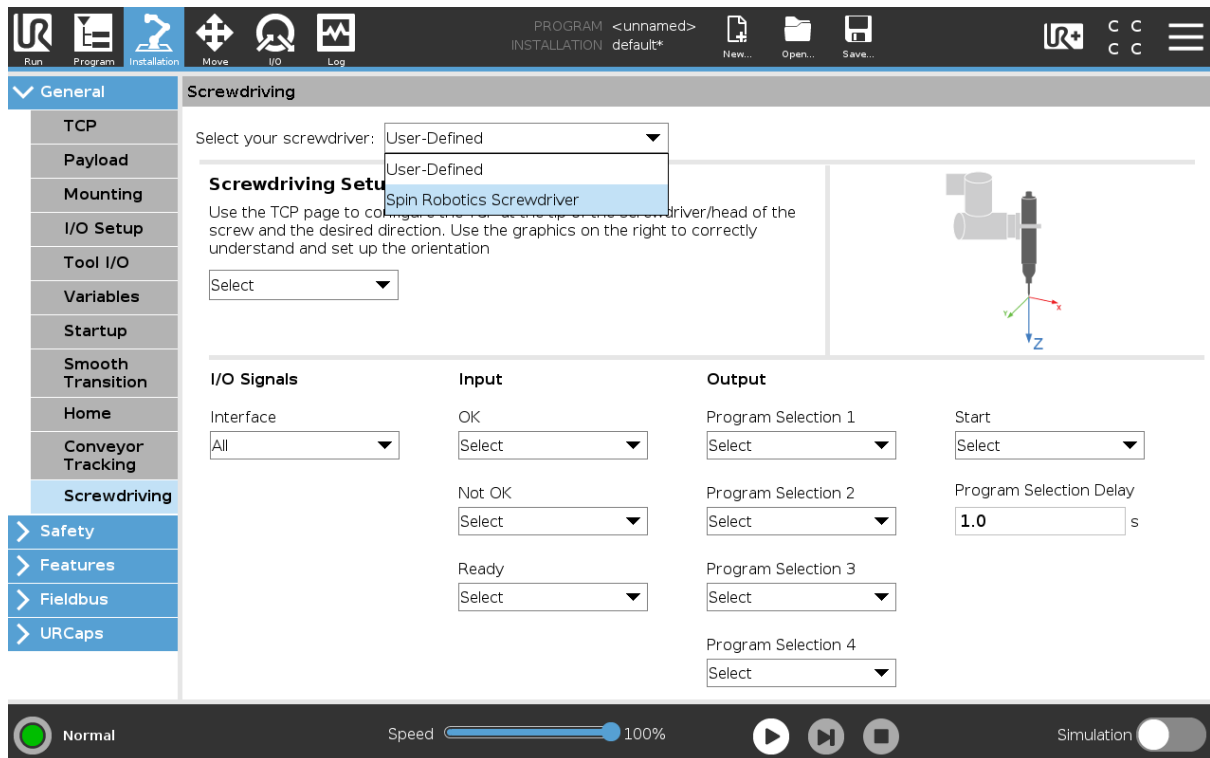 UR
UR+
Run
Program
Installation
Move
I/O
Log
PROGRAM <unnamed>
INSTALLATION default*
New...
Open...
Save...
C C
C C
General
TCP
Payload
Mounting
I/O Setup
Tool I/O
Variables
Startup
Smooth
Transition
Home
Conveyor
Tracking
Screwdriving
Safety
Features
Fieldbus
URCaps
Screwdriving
Select your screwdriver: User-Defined
User-Defined
Spin Robotics Screwdriver
Screwdriving Setu
Use the TCP page to driver/head of the
screw and the desired direction. Use the graphics on the right to correctly
understand and set up the orientation
Select
X
Y
Z
I/O Signals
Interface
All
Input
OK
Select
Not OK
Select
Ready
Select
Output
Program Selection 1
Select
Program Selection 2
Select
Program Selection 3
Select
Program Selection 4
Select
Start
Select
Program Selection Delay
1.0 s
Normal
Speed 100%
Simulation